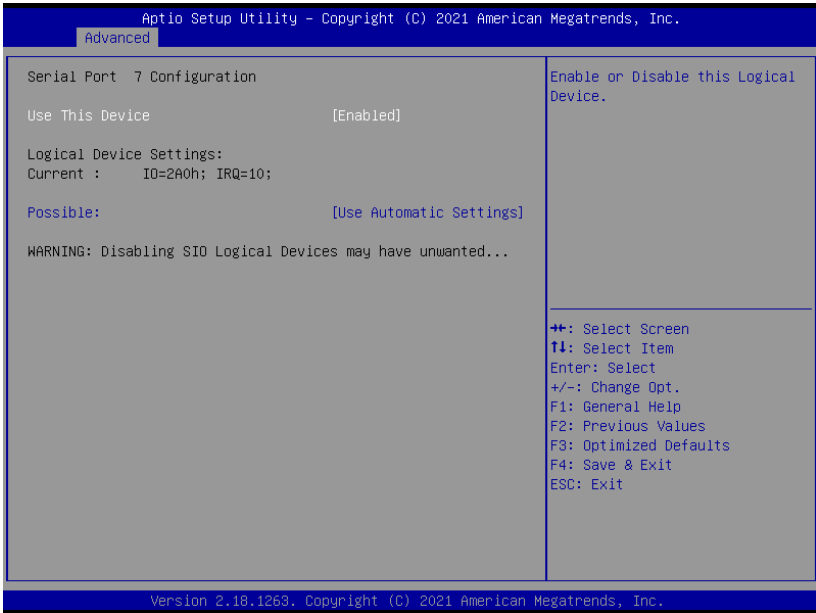 Aptio Setup Utility – Copyright (C) 2021 American Megatrends, Inc.
Advanced
Serial Port 7 Configuration
Use This Device [Enabled]
Logical Device Settings:
Current : IO=2A0h; IRQ=10;
Possible: [Use Automatic Settings]
WARNING: Disabling SIO Logical Devices may have unwanted...
Enable or Disable this Logical
Device.
→←: Select Screen
↑↓: Select Item
Enter: Select
+/-: Change Opt.
F1: General Help
F2: Previous Values
F3: Optimized Defaults
F4: Save & Exit
ESC: Exit
Version 2.18.1263. Copyright (C) 2021 American Megatrends, Inc.